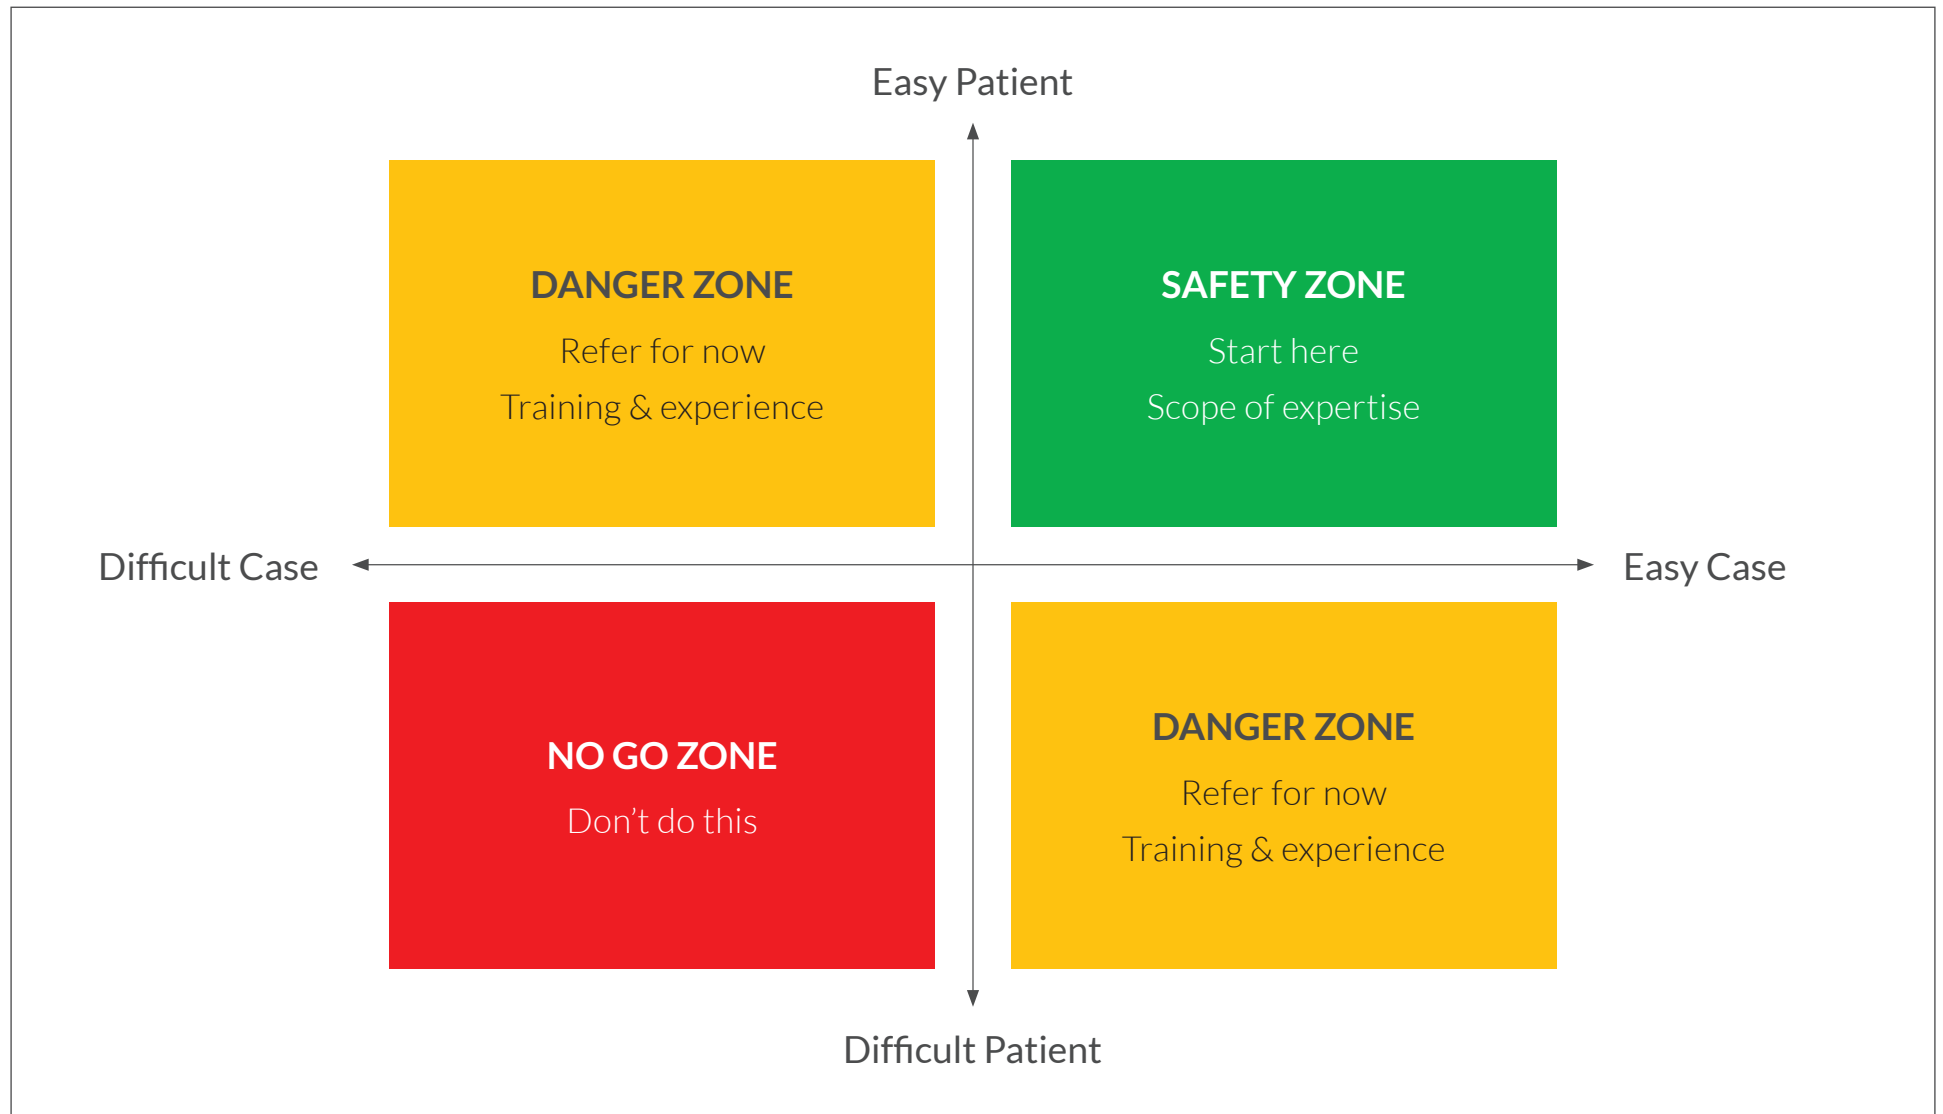 Easy Patient
DANGER ZONE
Refer for now
Training & experience
SAFETY ZONE
Start here
Scope of expertise
Difficult Case
Easy Case
NO GO ZONE
Don’t do this
DANGER ZONE
Refer for now
Training & experience
Difficult Patient